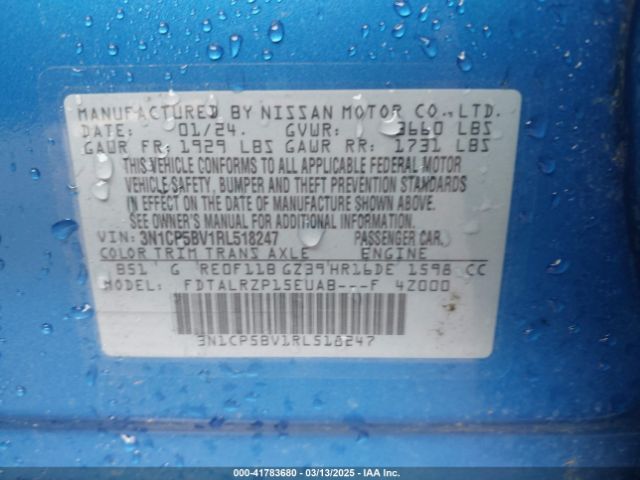 MANUFACTURED BY NISSAN MOTOR CO., LTD.
DATE: 01/24. GVWR: 3660 LBS
GAWR FR: 1929 LBS GAWR RR: 1731 LBS
THIS VEHICLE CONFORMS TO ALL APPLICABLE FEDERAL MOTOR
VEHICLE SAFETY, BUMPER AND THEFT PREVENTION STANDARDS
IN EFFECT ON THE DATE OF MANUFACTURE SHOWN ABOVE.
SEE OWNER'S MANUAL FOR ADDITIONAL INFORMATION.
VIN: 3N1CP5BV1RL518247 PASSENGER CAR
COLOR TRIM TRANS AXLE ENGINE
B51 G RE0F11B GZ39 HR16DE 1598 CC
MODEL: FDTALRZP15EUAB---F 4Z000
3N1CP5BV1RL518247
000-41783680 | 03/13/2025 | IAA Inc.